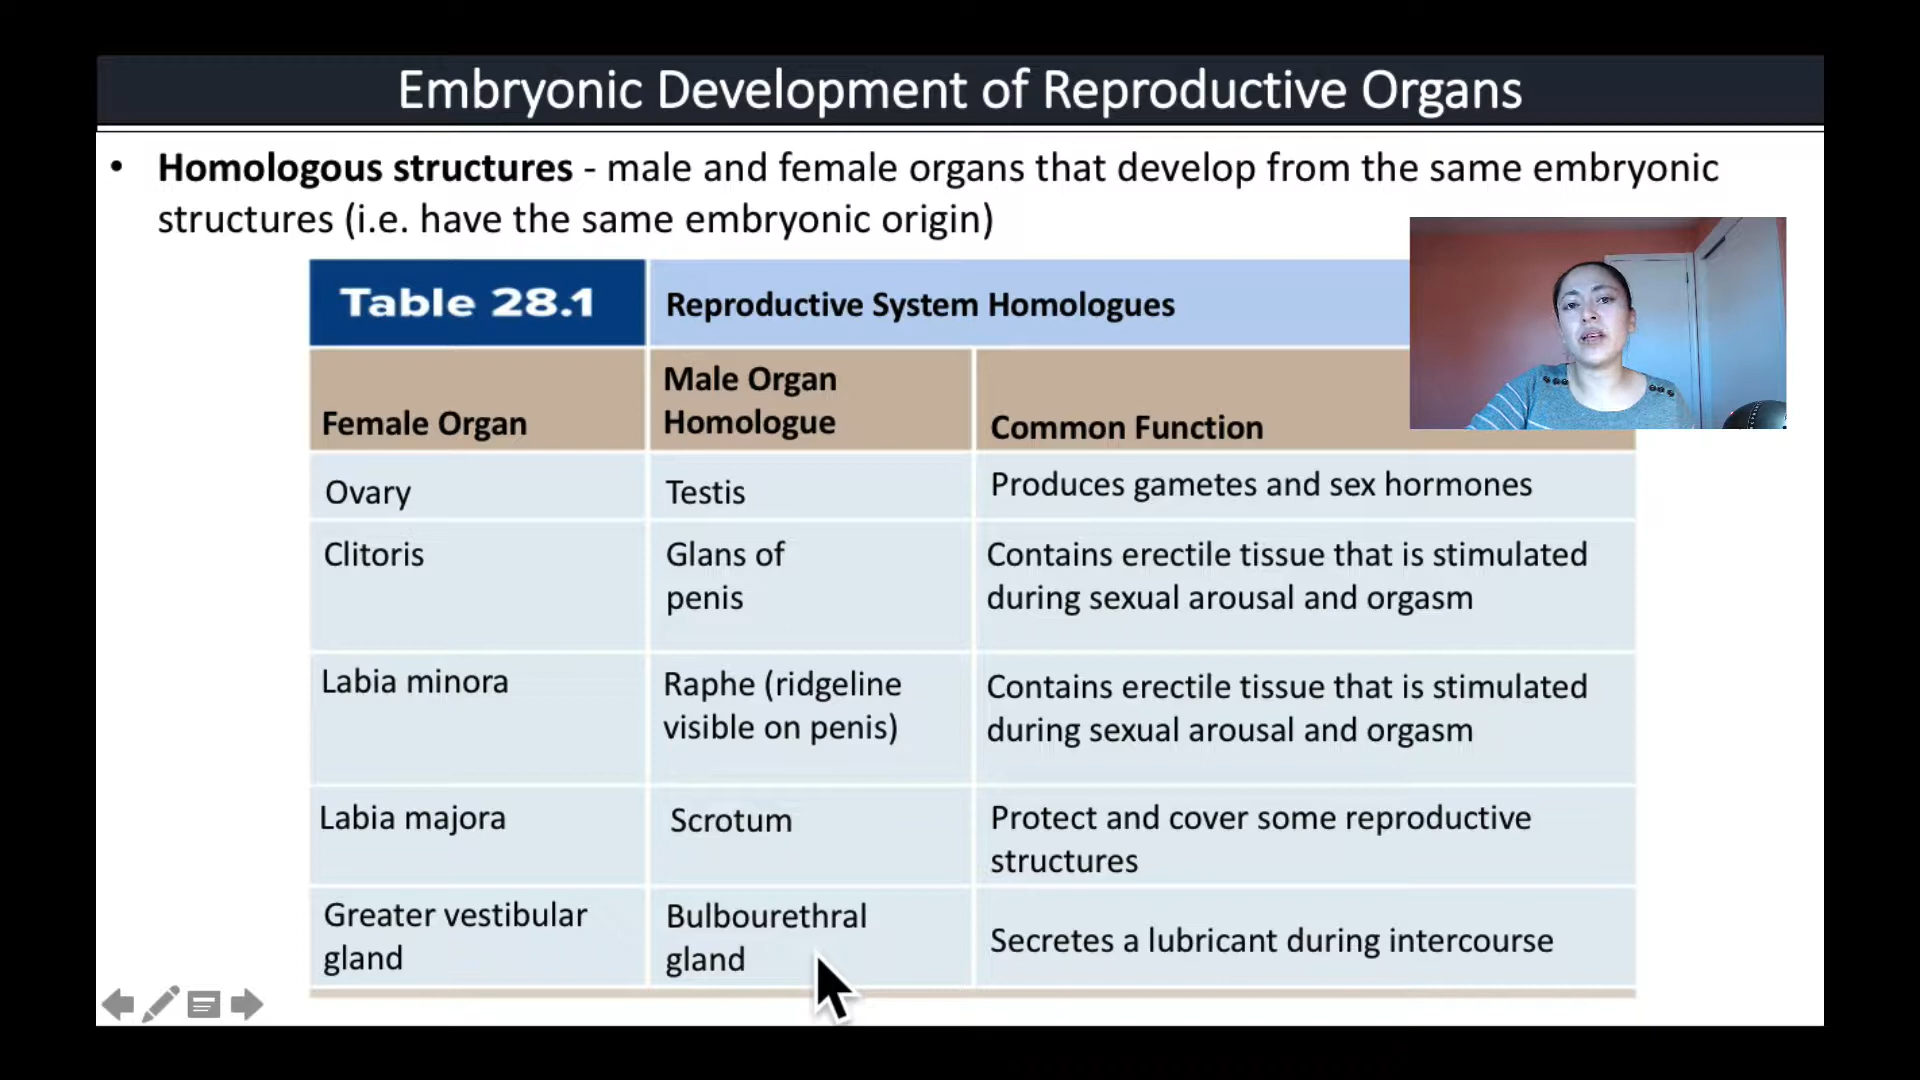 Embryonic Development of Reproductive Organs
• Homologous structures - male and female organs that develop from the same embryonic
structures (i.e. have the same embryonic origin)
Table 28.1 Reproductive System Homologues
Female Organ
Male Organ
Homologue
Common Function
Ovary
Testis
Produces gametes and sex hormones
Clitoris
Glans of
penis
Contains erectile tissue that is stimulated
during sexual arousal and orgasm
Labia minora
Raphe (ridgeline
visible on penis)
Contains erectile tissue that is stimulated
during sexual arousal and orgasm
Labia majora
Scrotum
Protect and cover some reproductive
structures
Greater vestibular
gland
Bulbourethral
gland
Secretes a lubricant during intercourse